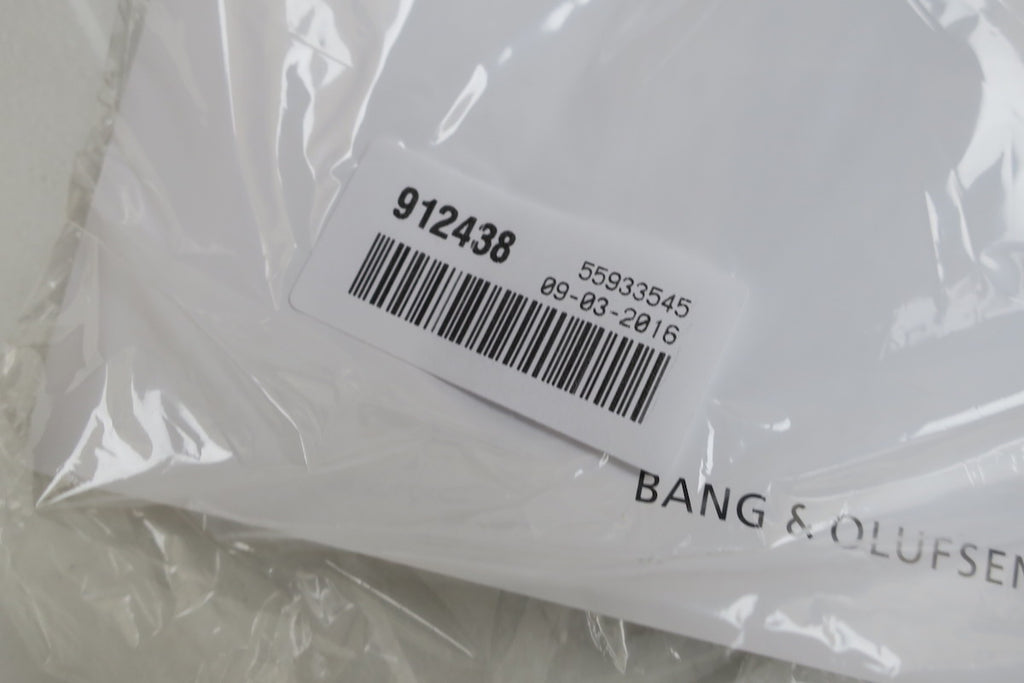 912438
55933545
09-03-2016
BANG & OLUFSEN